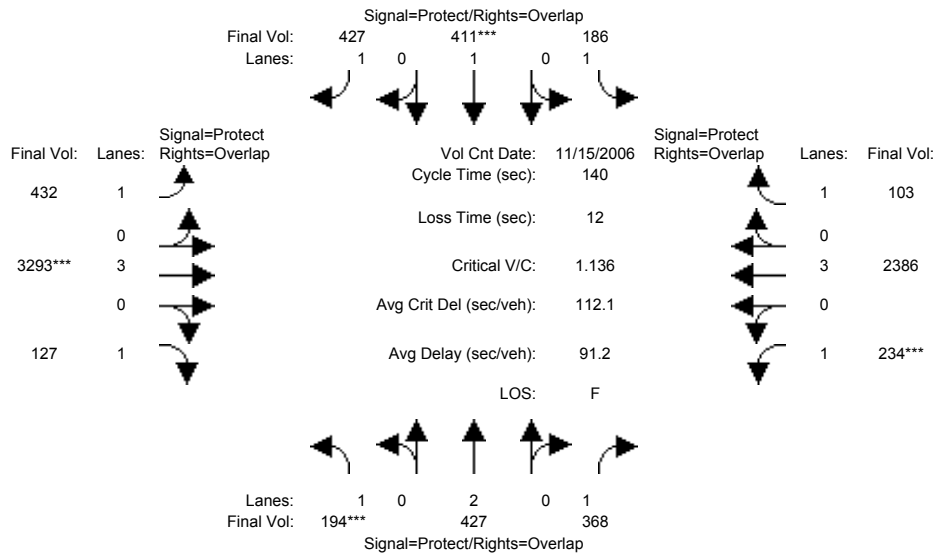 Signal=Protect/Rights=Overlap
Final Vol: 427 411*** 186
Lanes: 1 0 1 0 1
Signal=Protect Signal=Protect
Final Vol: Lanes: Rights=Overlap Vol Cnt Date: 11/15/2006 Rights=Overlap Lanes: Final Vol:
Cycle Time (sec): 140
432 1 1 103
Loss Time (sec): 12
0 0
3293*** 3 Critical V/C: 1.136 3 2386
0 Avg Crit Del (sec/veh): 112.1 0
127 1 Avg Delay (sec/veh): 91.2 1 234***
LOS: F
Lanes: 1 0 2 0 1
Final Vol: 194*** 427 368
Signal=Protect/Rights=Overlap